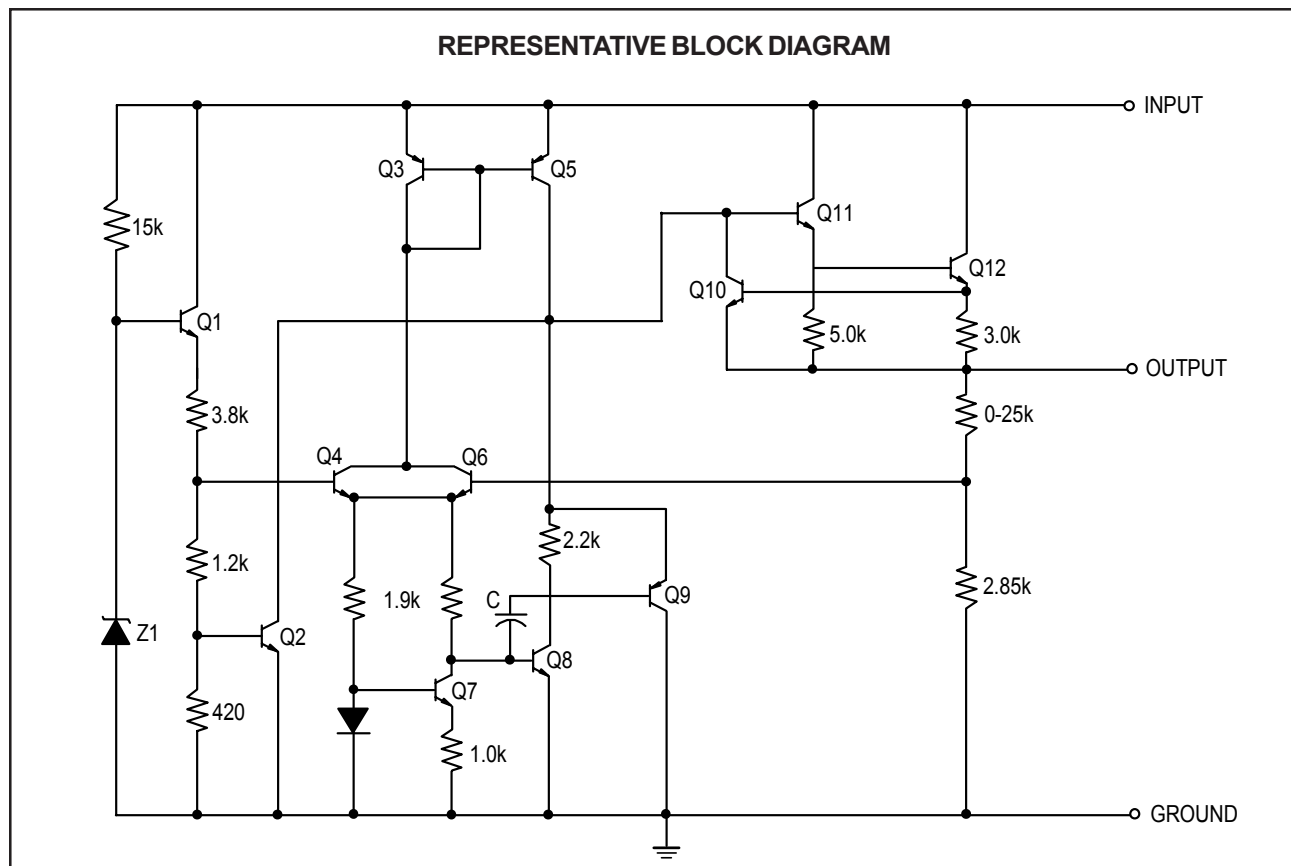 REPRESENTATIVE BLOCK DIAGRAM
INPUT
Q3
Q5
15k
Q11
Q12
Q10
Q1
5.0k
3.0k
OUTPUT
3.8k
0-25k
Q4
Q6
1.2k
2.2k
1.9k
C
Q9
2.85k
Z1
Q2
Q8
Q7
420
1.0k
GROUND